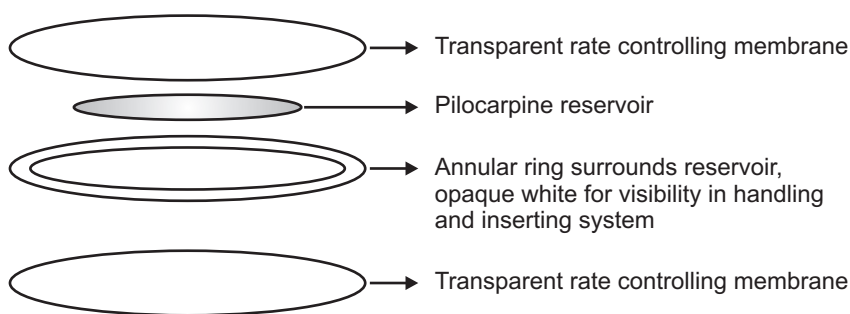 Transparent rate controlling membrane
Pilocarpine reservoir
Annular ring surrounds reservoir,
opaque white for visibility in handling
and inserting system
Transparent rate controlling membrane